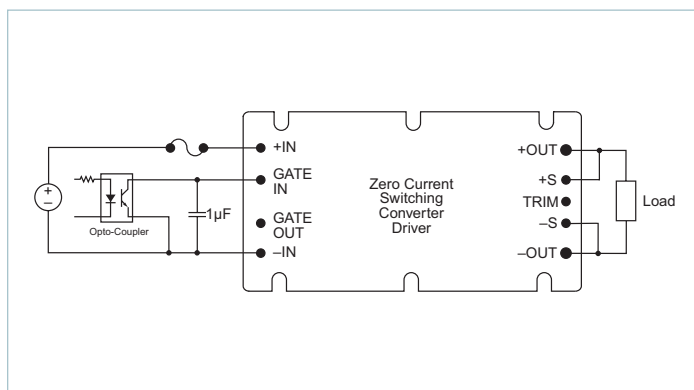 +IN
GATE
IN
GATE
OUT
–IN
1µF
+
–
Opto-Coupler
Zero Current
Switching
Converter
Driver
+OUT
+S
TRIM
–S
–OUT
Load